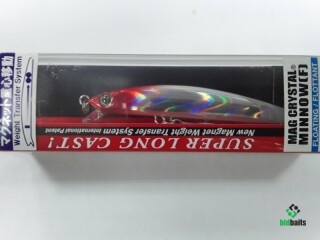 マグネット重心移動
Weight Transfer System
SUPER LONG CAST!
New Magnet Weight Transfer System International Patent
MAG CRYSTAL
MINNOW(F)
FLOATING / FLOTTANT
bidbaits